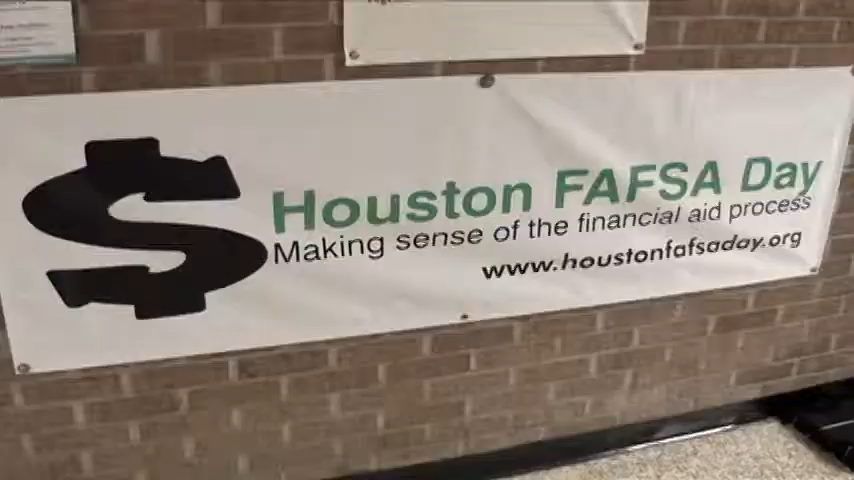 Houston FAFSA Day
Making sense of the financial aid process
www.houstonfafsaday.org